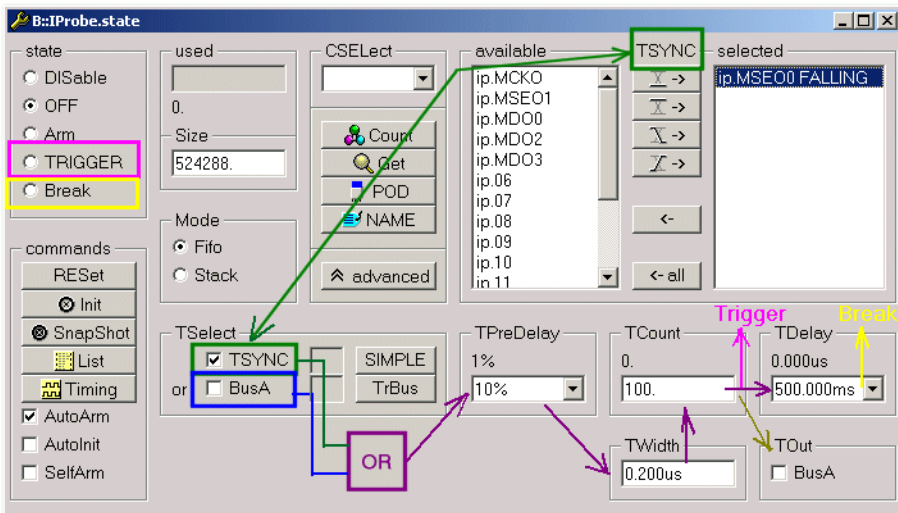 B::IProbe.state
state
DISable
OFF
Arm
TRIGGER
Break
used
0.
Size
524288.
Mode
Fifo
Stack
CSELect
Count
Get
POD
NAME
advanced
available
ip.MCKO
ip.MSEO1
ip.MDO0
ip.MDO2
ip.MDO3
ip.06
ip.07
ip.08
ip.09
ip.10
ip.11
TSYNC
X ->
X ->
X ->
X ->
<-
<- all
selected
ip.MSEO0 FALLING
commands
RESet
Init
SnapShot
List
Timing
AutoArm
AutoInit
SelfArm
TSelect
TSYNC
or BusA
SIMPLE
TrBus
OR
TPreDelay
1%
10%
TCount
0.
100.
Trigger
Break
TDelay
0.000us
500.000ms
TWidth
0.200us
TOut
BusA